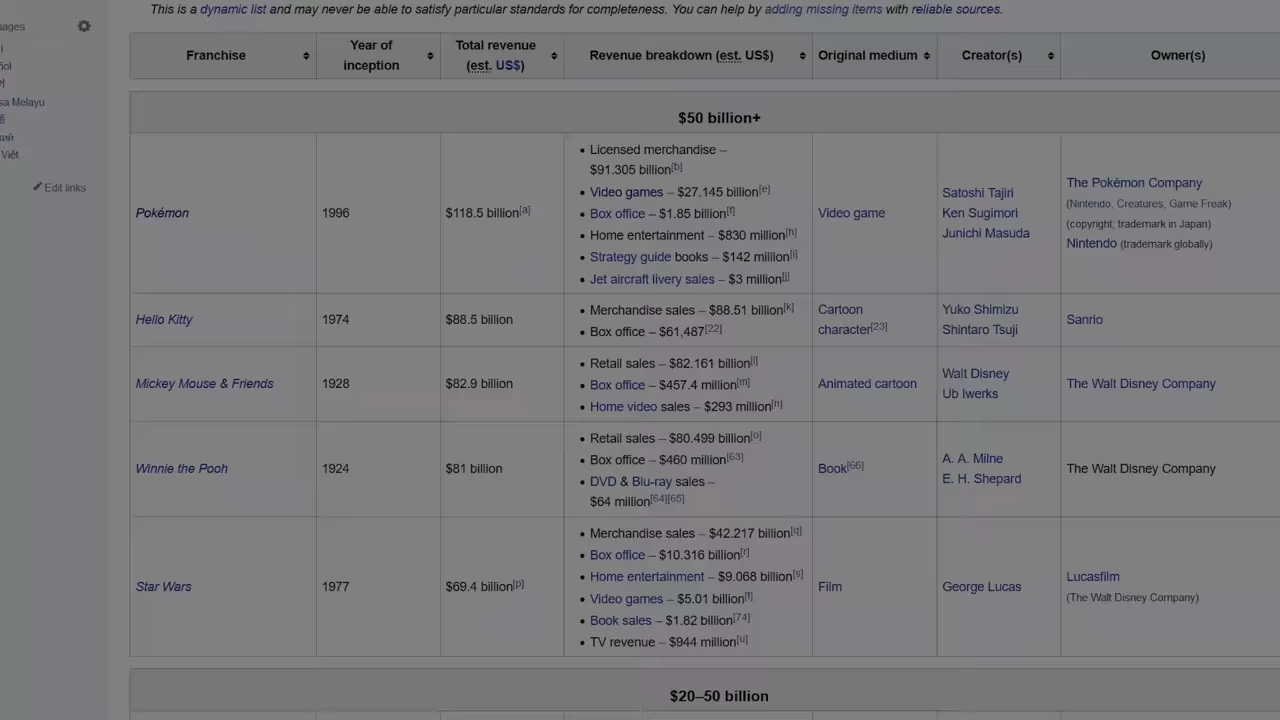 This is a dynamic list and may never be able to satisfy particular standards for completeness. You can help by adding missing items with reliable sources.
ages
Franchise
Year of
inception
Total revenue
(est. US$)
Revenue breakdown (est. US$)
Original medium
Creator(s)
Owner(s)
sa Melayu
Việt
Edit links
$50 billion+
Pokémon
1996
$118.5 billion[a]
• Licensed merchandise –
$91.305 billion[b]
• Video games – $27.145 billion[e]
• Box office – $1.85 billion[f]
• Home entertainment – $830 million[h]
• Strategy guide books – $142 million[i]
• Jet aircraft livery sales – $3 million[j]
Video game
Satoshi Tajiri
Ken Sugimori
Junichi Masuda
The Pokémon Company
(Nintendo, Creatures, Game Freak)
(copyright; trademark in Japan)
Nintendo (trademark globally)
Hello Kitty
1974
$88.5 billion
• Merchandise sales – $88.51 billion[k]
• Box office – $61,487[22]
Cartoon
character[23]
Yuko Shimizu
Shintaro Tsuji
Sanrio
Mickey Mouse & Friends
1928
$82.9 billion
• Retail sales – $82.161 billion[l]
• Box office – $457.4 million[m]
• Home video sales – $293 million[n]
Animated cartoon
Walt Disney
Ub Iwerks
The Walt Disney Company
Winnie the Pooh
1924
$81 billion
• Retail sales – $80.499 billion[o]
• Box office – $460 million[63]
• DVD & Blu-ray sales –
$64 million[64][65]
Book[66]
A. A. Milne
E. H. Shepard
The Walt Disney Company
Star Wars
1977
$69.4 billion[p]
• Merchandise sales – $42.217 billion[q]
• Box office – $10.316 billion[r]
• Home entertainment – $9.068 billion[s]
• Video games – $5.01 billion[t]
• Book sales – $1.82 billion[74]
• TV revenue – $944 million[u]
Film
George Lucas
Lucasfilm
(The Walt Disney Company)
$20–50 billion